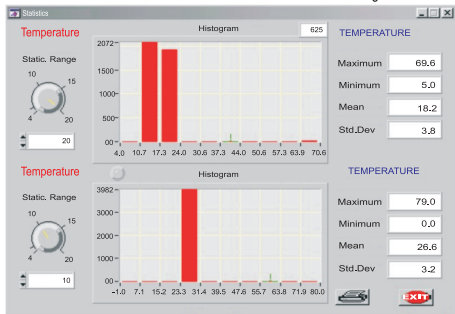 Statistics
Temperature
Histogram
625
TEMPERATURE
Static. Range
10
15
4
20
20
2072
1500
1000
500
00
4.0 10.7 17.3 24.0 30.6 37.3 44.0 50.6 57.3 63.9 70.6
Maximum 69.6
Minimum 5.0
Mean 18.2
Std.Dev 3.8
Temperature
Histogram
TEMPERATURE
Static. Range
10
15
4
20
10
3982
3000
2000
1000
00
-1.0 7.1 15.2 23.3 31.4 39.5 47.6 55.7 63.8 71.9 80.0
Maximum 79.0
Minimum 0.0
Mean 26.6
Std.Dev 3.2
EXIT